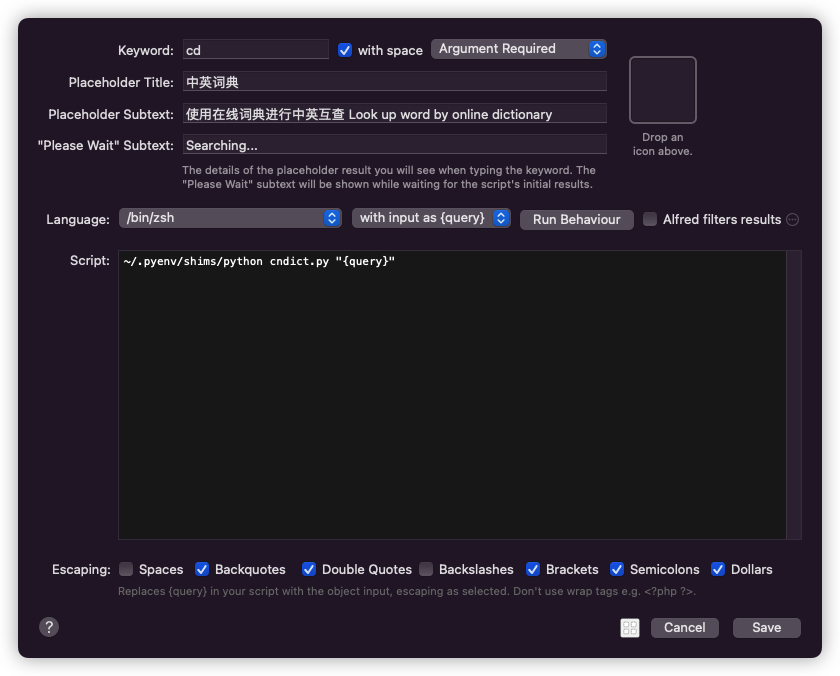 Keyword: cd with space Argument Required
Placeholder Title: 中英词典
Placeholder Subtext: 使用在线词典进行中英互查 Look up word by online dictionary
"Please Wait" Subtext: Searching...
Drop an
icon above.
The details of the placeholder result you will see when typing the keyword. The
"Please Wait" subtext will be shown while waiting for the script's initial results.
Language: /bin/zsh with input as {query} Run Behaviour Alfred filters results
Script: ~/.pyenv/shims/python cndict.py "{query}"
Escaping: Spaces Backquotes Double Quotes Backslashes Brackets Semicolons Dollars
Replaces {query} in your script with the object input, escaping as selected. Don't use wrap tags e.g. <?php ?>.
? Cancel Save